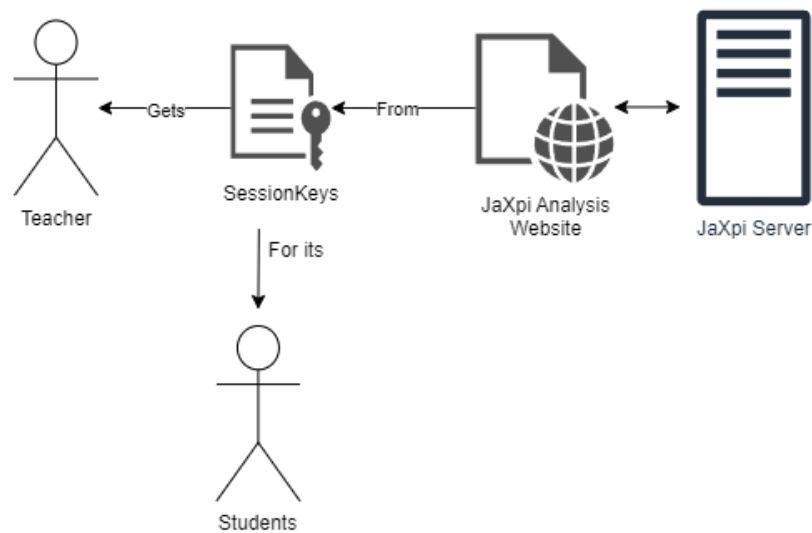 Gets
From
Teacher
SessionKeys
JaXpi Analysis
Website
JaXpi Server
For its
Students